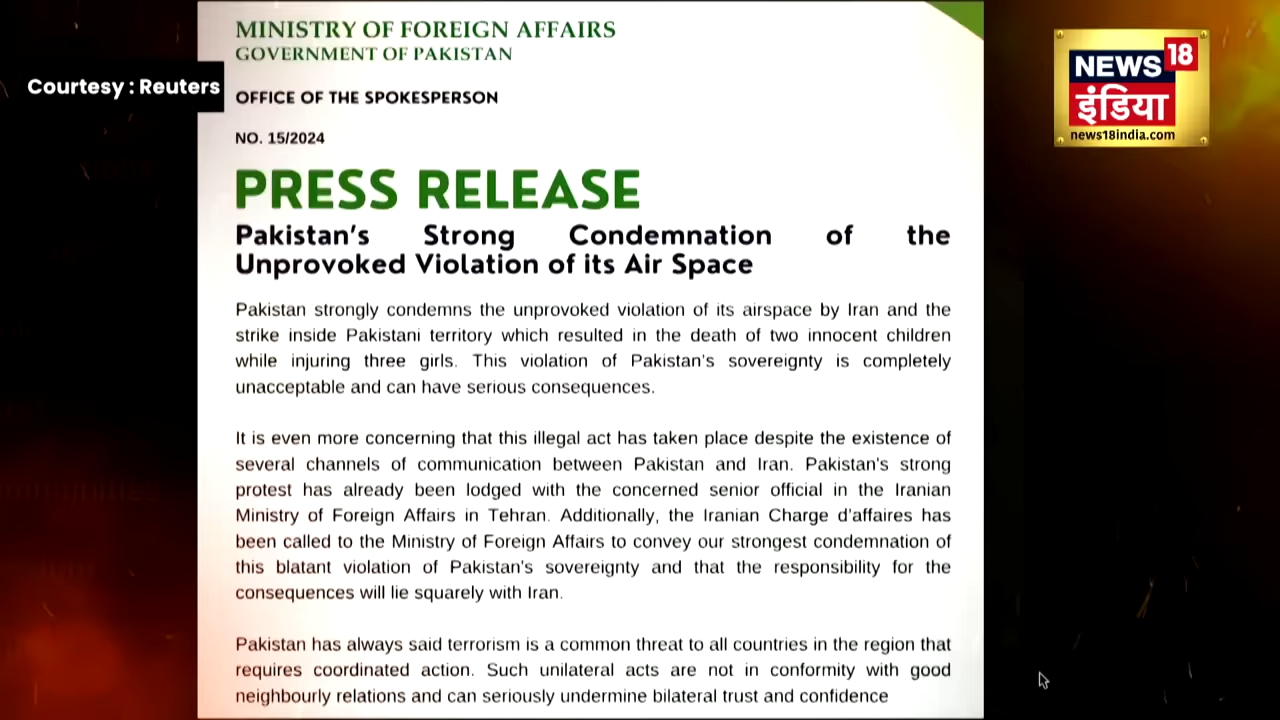 MINISTRY OF FOREIGN AFFAIRS
GOVERNMENT OF PAKISTAN
Courtesy : Reuters
OFFICE OF THE SPOKESPERSON
NO. 15/2024
PRESS RELEASE
Pakistan's Strong Condemnation of the
Unprovoked Violation of its Air Space
Pakistan strongly condemns the unprovoked violation of its airspace by Iran and the
strike inside Pakistani territory which resulted in the death of two innocent children
while injuring three girls. This violation of Pakistan's sovereignty is completely
unacceptable and can have serious consequences.
It is even more concerning that this illegal act has taken place despite the existence of
several channels of communication between Pakistan and Iran. Pakistan's strong
protest has already been lodged with the concerned senior official in the Iranian
Ministry of Foreign Affairs in Tehran. Additionally, the Iranian Charge d'affaires has
been called to the Ministry of Foreign Affairs to convey our strongest condemnation of
this blatant violation of Pakistan's sovereignty and that the responsibility for the
consequences will lie squarely with Iran.
Pakistan has always said terrorism is a common threat to all countries in the region that
requires coordinated action. Such unilateral acts are not in conformity with good
neighbourly relations and can seriously undermine bilateral trust and confidence
NEWS 18
इंडिया
news18india.com